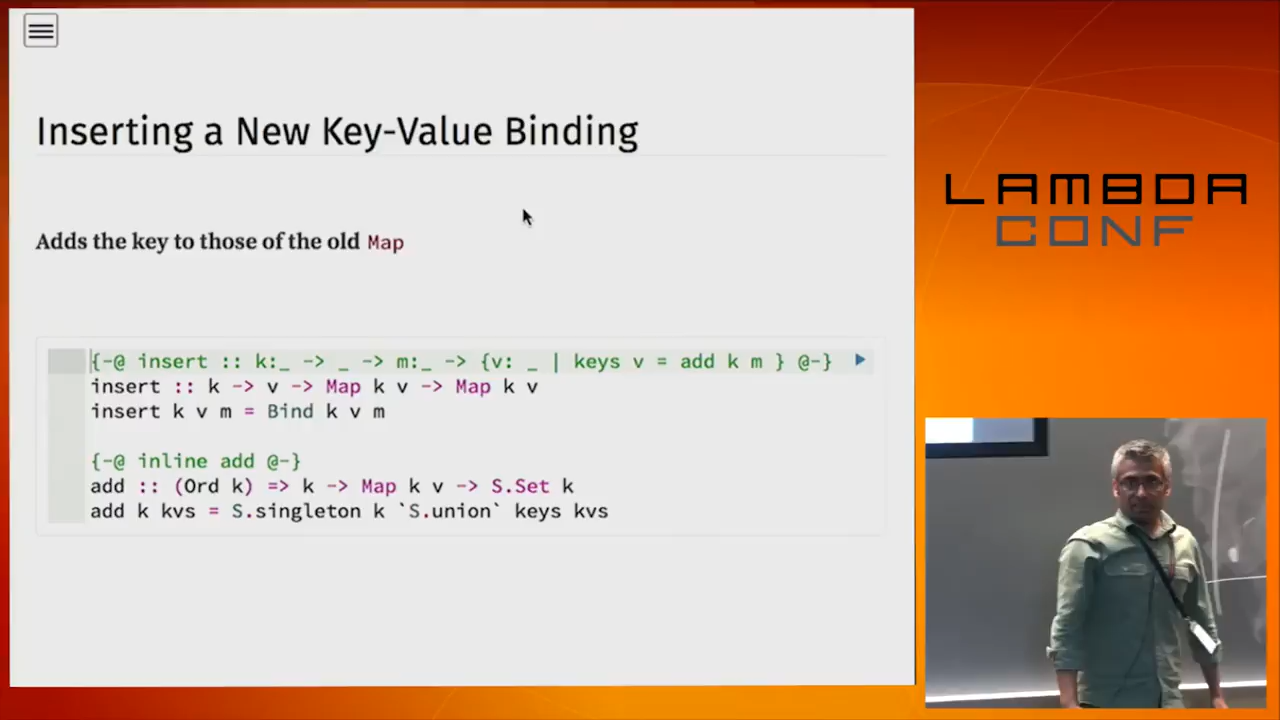 Inserting a New Key-Value Binding
Adds the key to those of the old Map
{-@ insert :: k:_ -> _ -> m:_ -> {v: _ | keys v = add k m } @-}
insert :: k -> v -> Map k v -> Map k v
insert k v m = Bind k v m
{-@ inline add @-}
add :: (Ord k) => k -> Map k v -> S.Set k
add k kvs = S.singleton k `S.union` keys kvs
LAMBDA
CONF